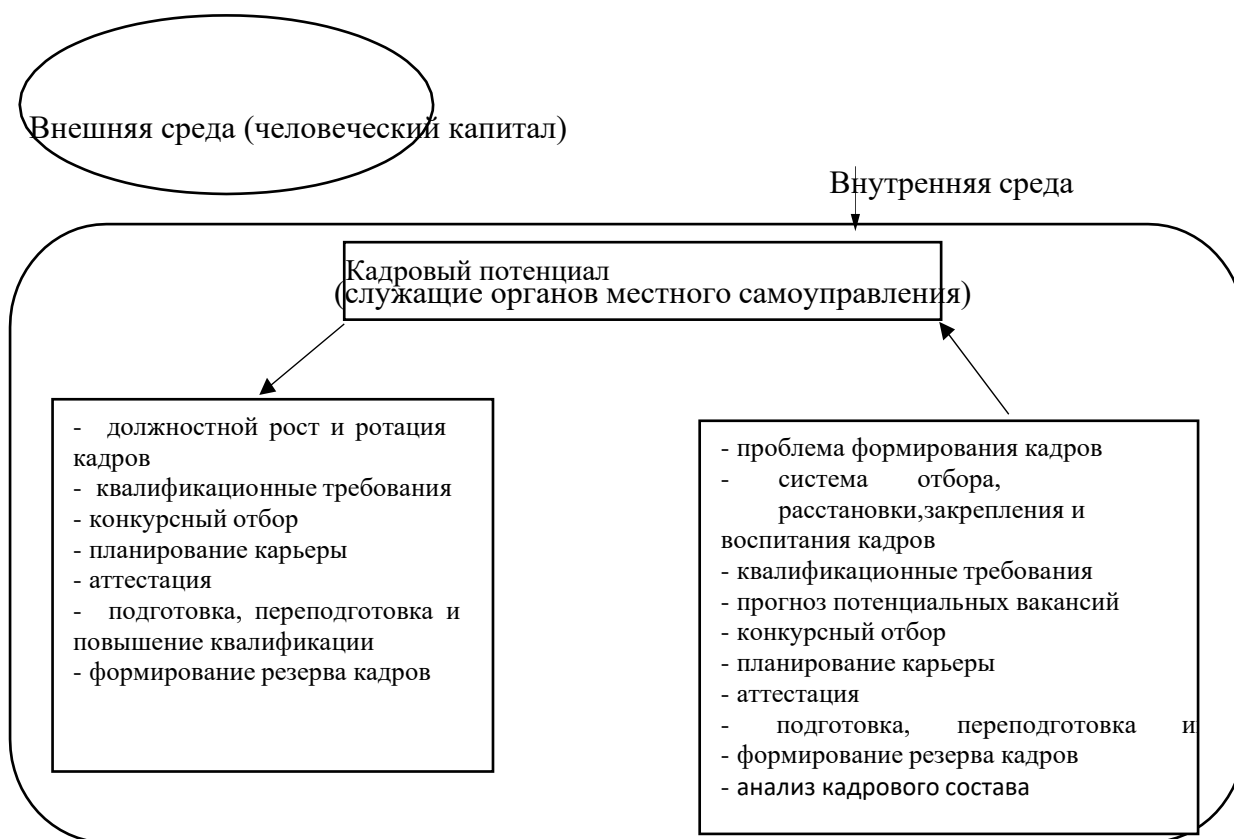 Внешняя среда (человеческий капитал)
Внутренняя среда
Кадровый потенциал
(служащие органов местного самоуправления)
- должностной рост и ротация
кадров
- квалификационные требования
- конкурсный отбор
- планирование карьеры
- аттестация
- подготовка, переподготовка и
повышение квалификации
- формирование резерва кадров
- проблема формирования кадров
- система отбора,
расстановки,закрепления и
воспитания кадров
- квалификационные требования
- прогноз потенциальных вакансий
- конкурсный отбор
- планирование карьеры
- аттестация
- подготовка, переподготовка и
- формирование резерва кадров
- анализ кадрового состава